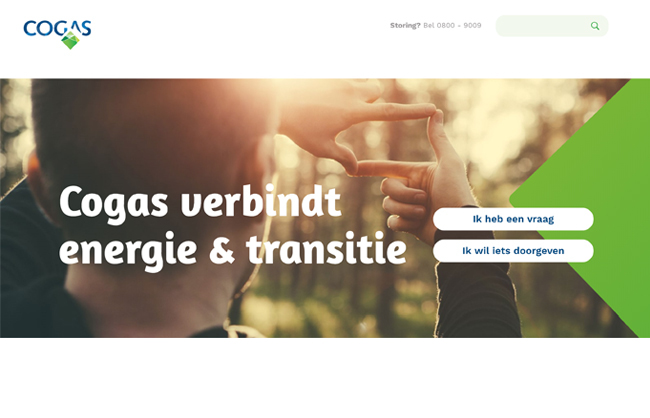 COGAS
Storing? Bel 0800 - 9009
Cogas verbindt
energie & transitie
Ik heb een vraag
Ik wil iets doorgeven